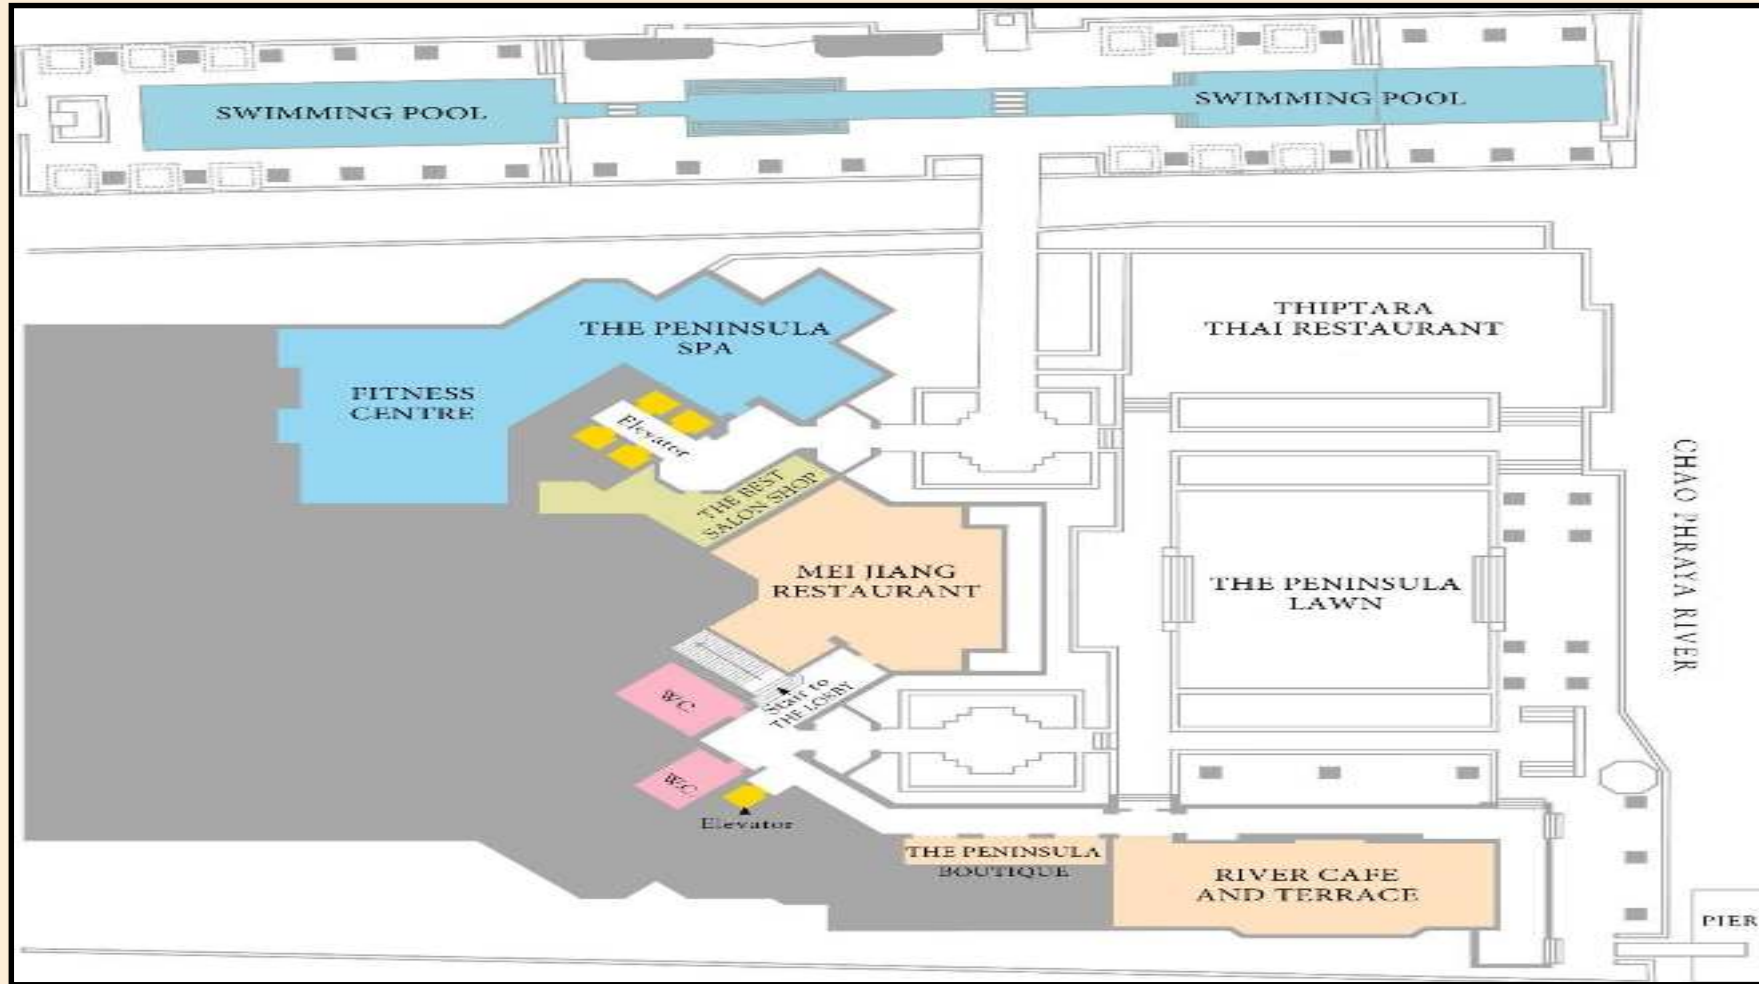 SWIMMING POOL
SWIMMING POOL
THIPTARA
THAI RESTAURANT
THE PENINSULA
SPA
FITNESS
CENTRE
Elevator
THE BEST
SALON SHOP
MEI JIANG
RESTAURANT
THE PENINSULA
LAWN
CHAO PHRAYA RIVER
W.C.
Stair to
THE LOBBY
W.C.
Elevator
THE PENINSULA
BOUTIQUE
RIVER CAFE
AND TERRACE
PIER